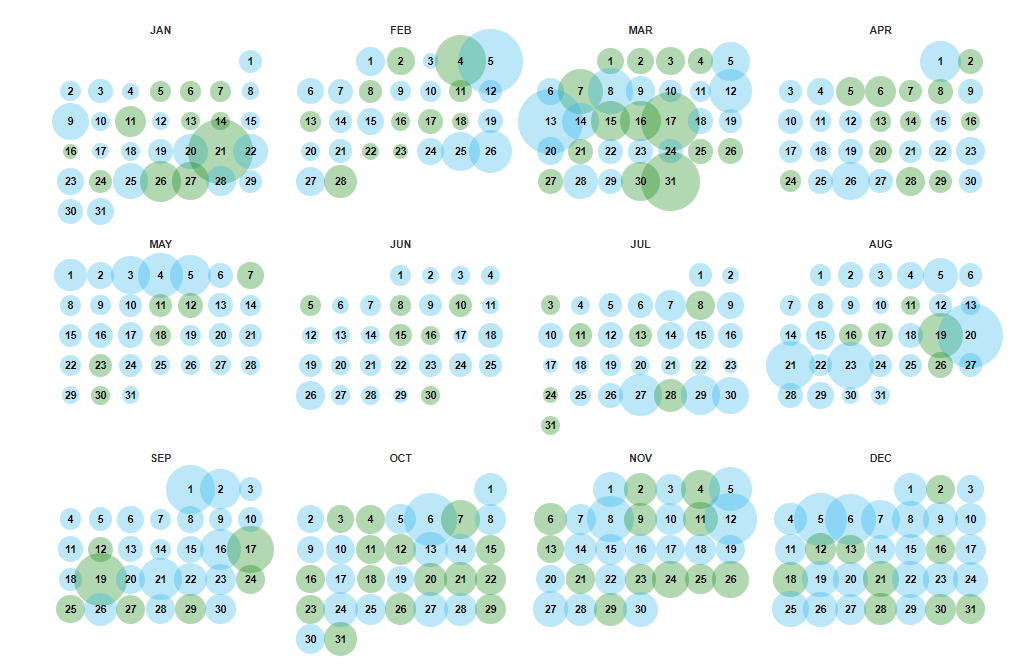 JAN FEB MAR APR
1 1 2 3 4 5 1 2 3 4 5 1 2
2 3 4 5 6 7 8 6 7 8 9 10 11 12 6 7 8 9 10 11 12 3 4 5 6 7 8 9
9 10 11 12 13 14 15 13 14 15 16 17 18 19 13 14 15 16 17 18 19 10 11 12 13 14 15 16
16 17 18 19 20 21 22 20 21 22 23 24 25 26 20 21 22 23 24 25 26 17 18 19 20 21 22 23
23 24 25 26 27 28 29 27 28 27 28 29 30 31 24 25 26 27 28 29 30
30 31
MAY JUN JUL AUG
1 2 3 4 5 6 7 1 2 3 4 1 2 1 2 3 4 5 6
8 9 10 11 12 13 14 5 6 7 8 9 10 11 3 4 5 6 7 8 9 7 8 9 10 11 12 13
15 16 17 18 19 20 21 12 13 14 15 16 17 18 10 11 12 13 14 15 16 14 15 16 17 18 19 20
22 23 24 25 26 27 28 19 20 21 22 23 24 25 17 18 19 20 21 22 23 21 22 23 24 25 26 27
29 30 31 26 27 28 29 30 24 25 26 27 28 29 30 28 29 30 31
31
SEP OCT NOV DEC
1 2 3 1 1 2 3 4 5 1 2 3
4 5 6 7 8 9 10 2 3 4 5 6 7 8 6 7 8 9 10 11 12 4 5 6 7 8 9 10
11 12 13 14 15 16 17 9 10 11 12 13 14 15 13 14 15 16 17 18 19 11 12 13 14 15 16 17
18 19 20 21 22 23 24 16 17 18 19 20 21 22 20 21 22 23 24 25 26 18 19 20 21 22 23 24
25 26 27 28 29 30 23 24 25 26 27 28 29 27 28 29 30 25 26 27 28 29 30 31
30 31